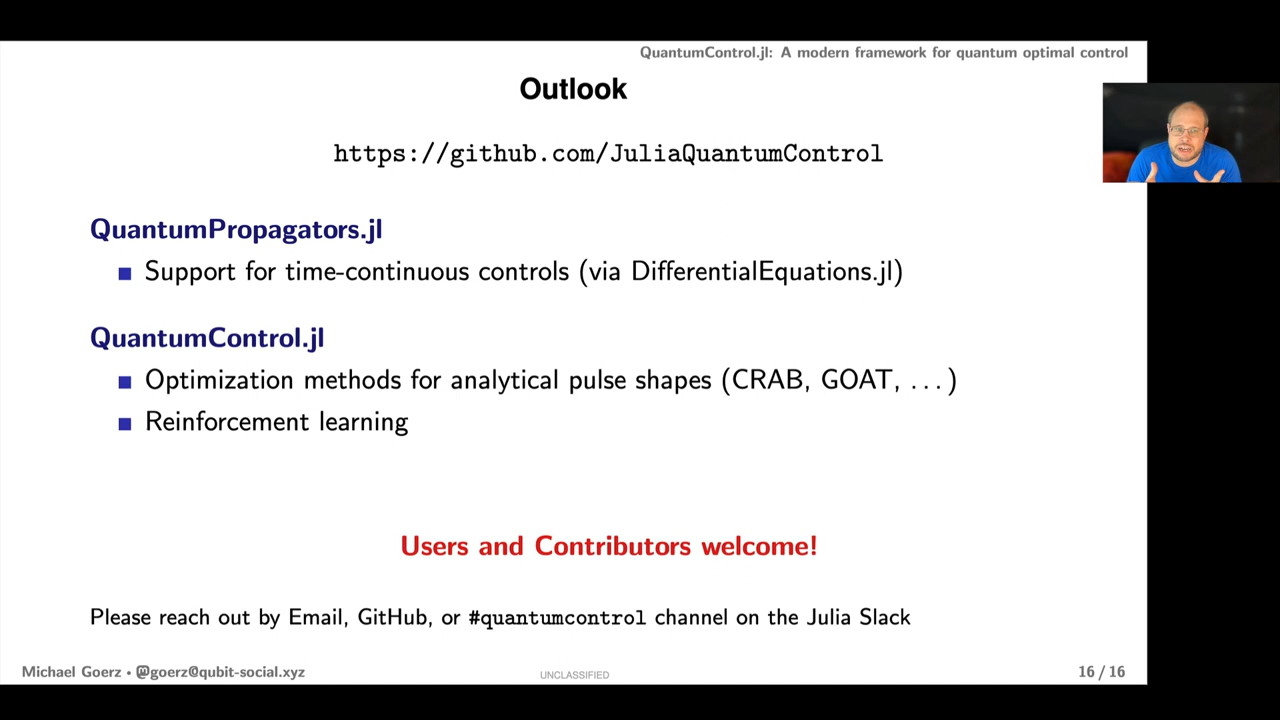 QuantumControl.jl: A modern framework for quantum optimal control
Outlook
https://github.com/JuliaQuantumControl
QuantumPropagators.jl
■ Support for time-continuous controls (via DifferentialEquations.jl)
QuantumControl.jl
■ Optimization methods for analytical pulse shapes (CRAB, GOAT, ...)
■ Reinforcement learning
Users and Contributors welcome!
Please reach out by Email, GitHub, or #quantumcontrol channel on the Julia Slack
Michael Goerz • @goerz@qubit-social.xyz
UNCLASSIFIED
16 / 16